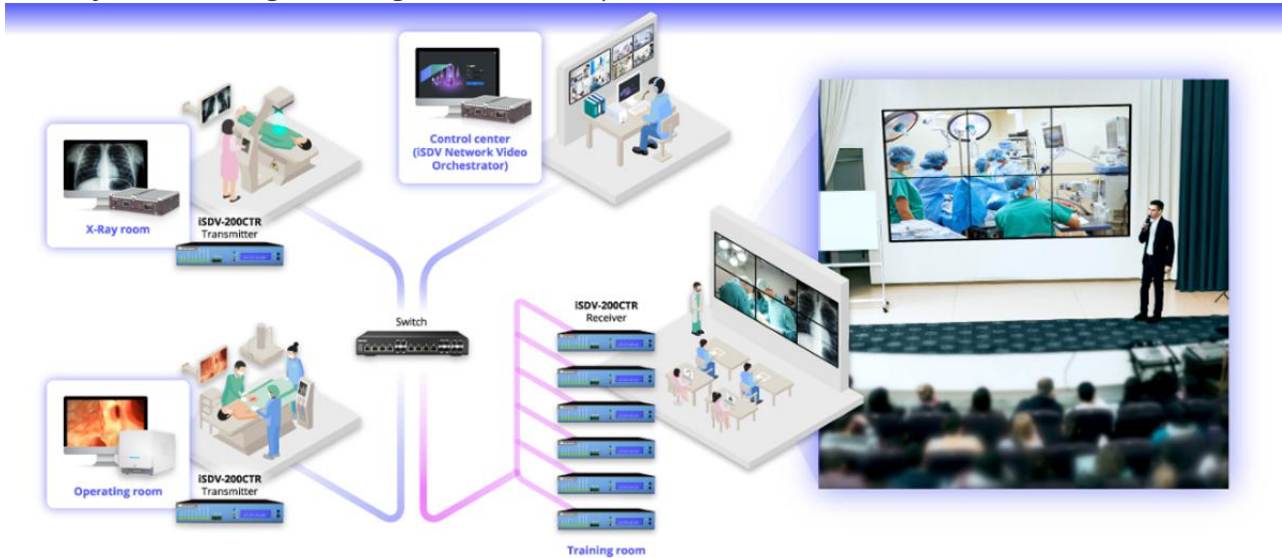 Control center
(iSDV Network Video
Orchestrator)
X-Ray room
iSDV-200CTR
Transmitter
Switch
iSDV-200CTR
Receiver
Operating room
iSDV-200CTR
Transmitter
Training room